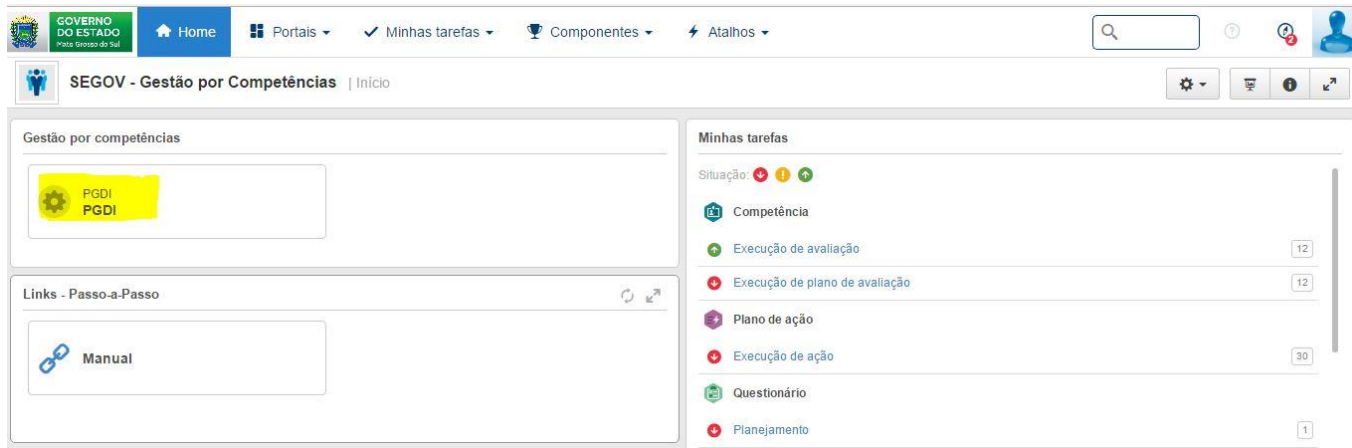 GOVERNO
DO ESTADO
Mato Grosso do Sul
Home
Portais
Minhas tarefas
Componentes
Atalhos
2
SEGOV - Gestão por Competências | Início
Gestão por competências
PGDI
PGDI
Links - Passo-a-Passo
Manual
Minhas tarefas
Situação:
Competência
Execução de avaliação 12
Execução de plano de avaliação 12
Plano de ação
Execução de ação 30
Questionário
Planejamento 1